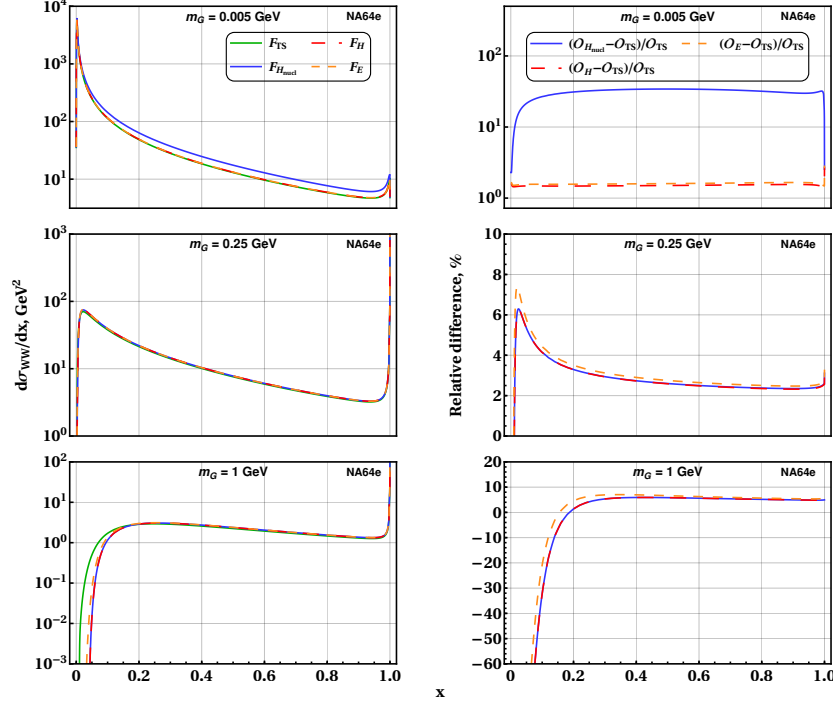 m_G = 0.005 GeV
NA64e
F_TS
F_H
F_H_nucl
F_E
10^4
10^3
10^2
10^1
m_G = 0.005 GeV
NA64e
(O_H_nucl−O_TS)/O_TS
(O_E−O_TS)/O_TS
(O_H−O_TS)/O_TS
10^2
10^1
10^0
dσ_WW/dx, GeV^2
m_G = 0.25 GeV
NA64e
10^3
10^2
10^1
10^0
Relative difference, %
m_G = 0.25 GeV
NA64e
10
8
6
4
2
0
m_G = 1 GeV
NA64e
10^2
10^1
10^0
10^-1
10^-2
10^-3
0
0.2
0.4
0.6
0.8
1.0
m_G = 1 GeV
NA64e
20
10
0
−10
−20
−30
−40
−50
−60
0
0.2
0.4
0.6
0.8
1.0
x